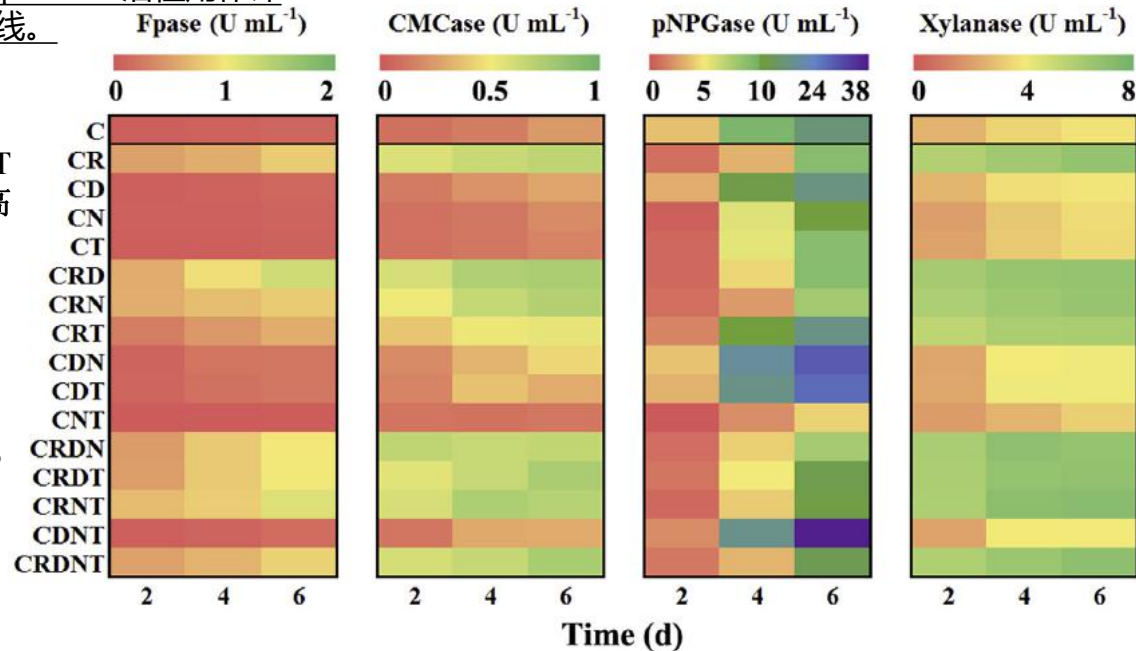 线。
T
高
Fpase (U mL⁻¹) CMCase (U mL⁻¹) pNPGase (U mL⁻¹) Xylanase (U mL⁻¹)
0 1 2 0 0.5 1 0 5 10 24 38 0 4 8
C
CR
CD
CN
CT
CRD
CRN
CRT
CDN
CDT
CNT
CRDN
CRDT
CRNT
CDNT
CRDNT
2 4 6 2 4 6 2 4 6 2 4 6
Time (d)